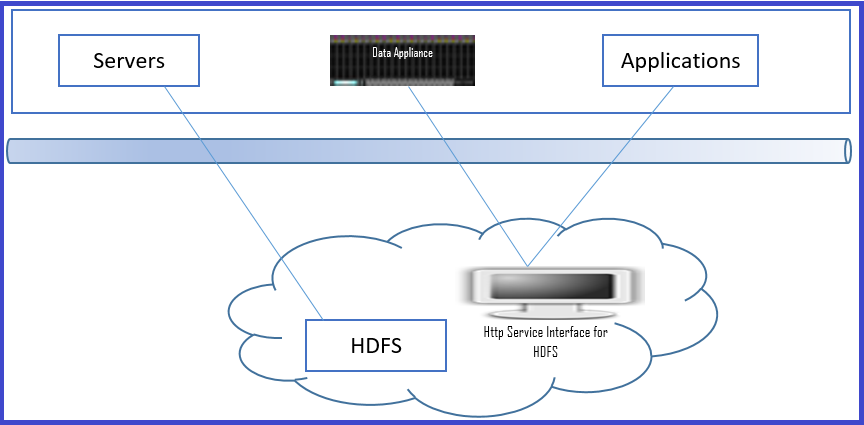 Servers
Data Appliance
Applications
Http Service Interface for
HDFS
HDFS